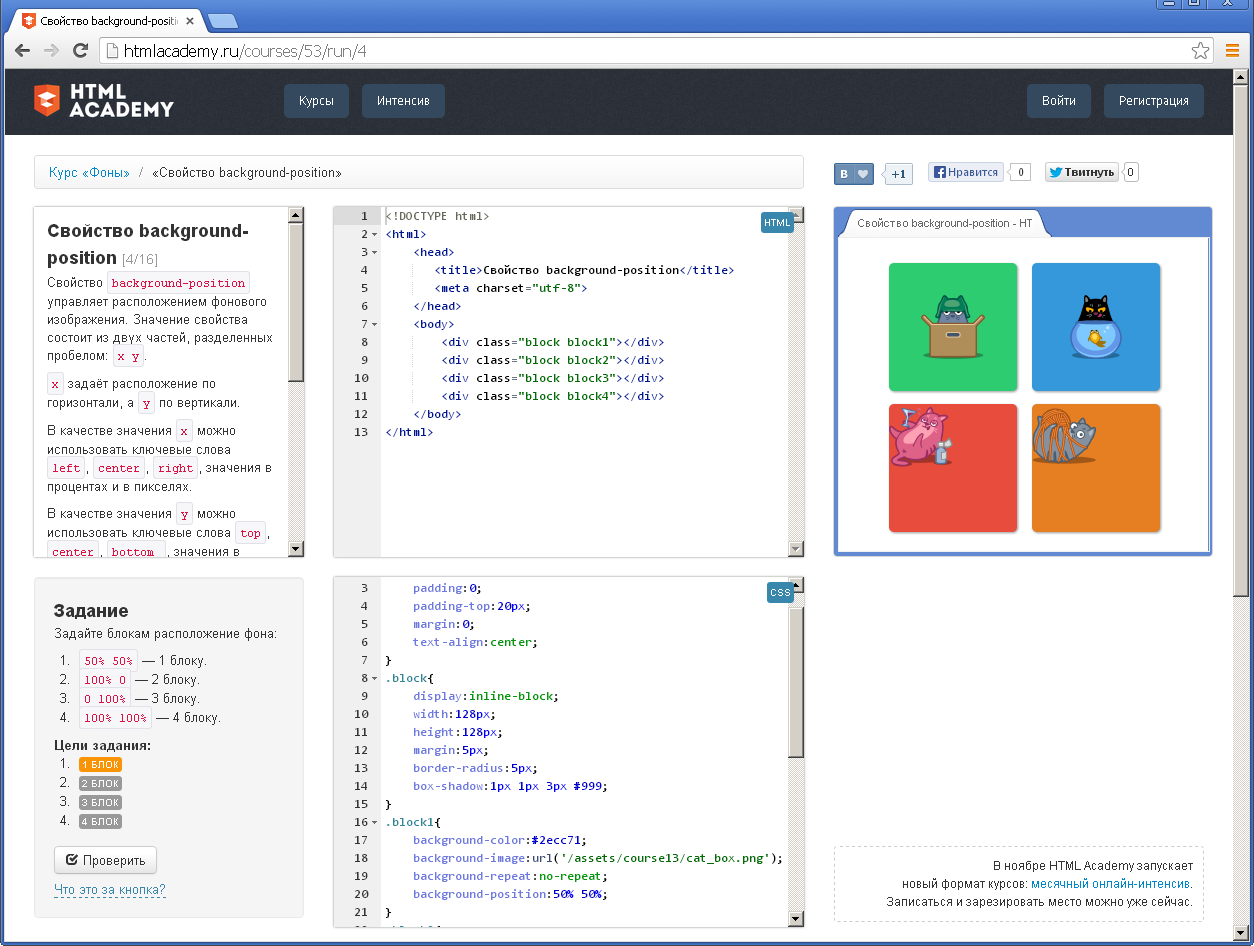 Свойство background-positi
htmlacademy.ru/courses/53/run/4
HTML
ACADEMY
Курсы
Интенсив
Войти
Регистрация
Курс «Фоны» / «Свойство background-position»
В
+1
Нравится
0
Твитнуть
0
Свойство background-
position [4/16]
Свойство background-position
управляет расположением фонового
изображения. Значение свойства
состоит из двух частей, разделенных
пробелом: x y .
x задаёт расположение по
горизонтали, а y по вертикали.
В качестве значения x можно
использовать ключевые слова
left , center , right , значения в
процентах и в пикселях.
В качестве значения y можно
использовать ключевые слова top ,
center , bottom , значения в
HTML
1 <!DOCTYPE html>
2 <html>
3 <head>
4 <title>Свойство background-position</title>
5 <meta charset="utf-8">
6 </head>
7 <body>
8 <div class="block block1"></div>
9 <div class="block block2"></div>
10 <div class="block block3"></div>
11 <div class="block block4"></div>
12 </body>
13 </html>
Свойство background-position - HT
Задание
Задайте блокам расположение фона:
1. 50% 50% — 1 блоку.
2. 100% 0 — 2 блоку.
3. 0 100% — 3 блоку.
4. 100% 100% — 4 блоку.
Цели задания:
1. 1 БЛОК
2. 2 БЛОК
3. 3 БЛОК
4. 4 БЛОК
Проверить
Что это за кнопка?
CSS
3 padding:0;
4 padding-top:20px;
5 margin:0;
6 text-align:center;
7 }
8 .block{
9 display:inline-block;
10 width:128px;
11 height:128px;
12 margin:5px;
13 border-radius:5px;
14 box-shadow:1px 1px 3px #999;
15 }
16 .block1{
17 background-color:#2ecc71;
18 background-image:url('/assets/course13/cat_box.png');
19 background-repeat:no-repeat;
20 background-position:50% 50%;
21 }
В ноябре HTML Academy запускает
новый формат курсов: месячный онлайн-интенсив.
Записаться и зарезировать место можно уже сейчас.